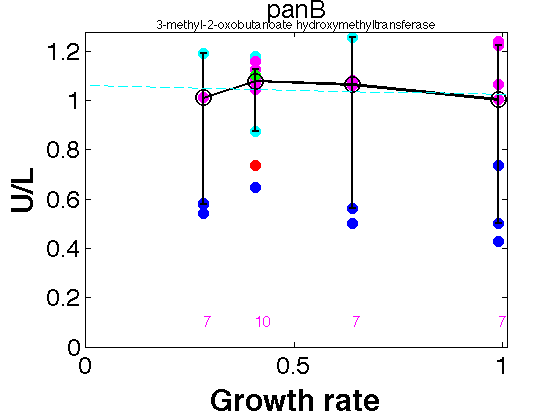 panB
3-methyl-2-oxobutanoate hydroxymethyltransferase
U/L
1.2
1
0.8
0.6
0.4
0.2
0
7 10 7 7
0 0.5 1
Growth rate